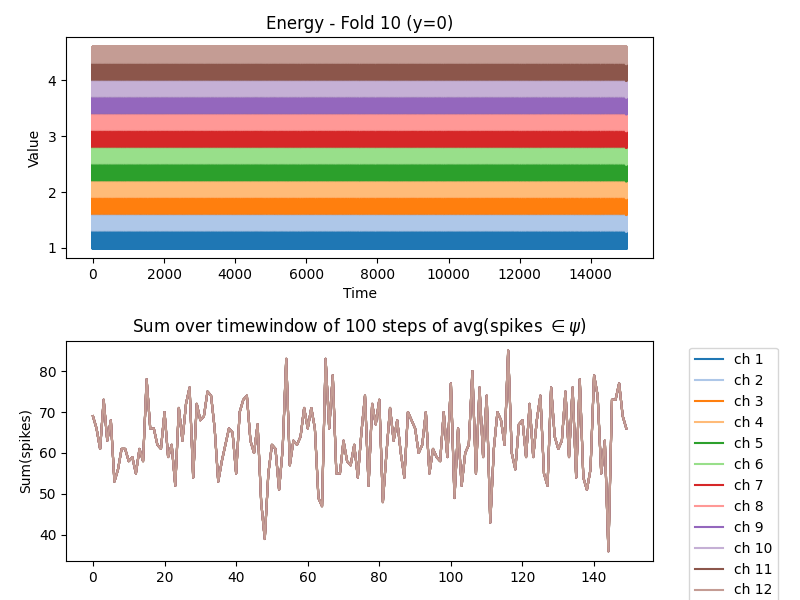 Energy - Fold 10 (y=0)
Value
4
3
2
1
0 2000 4000 6000 8000 10000 12000 14000
Time
Sum over timewindow of 100 steps of avg(spikes ∈ ψ)
Sum(spikes)
80
70
60
50
40
0 20 40 60 80 100 120 140
ch 1
ch 2
ch 3
ch 4
ch 5
ch 6
ch 7
ch 8
ch 9
ch 10
ch 11
ch 12